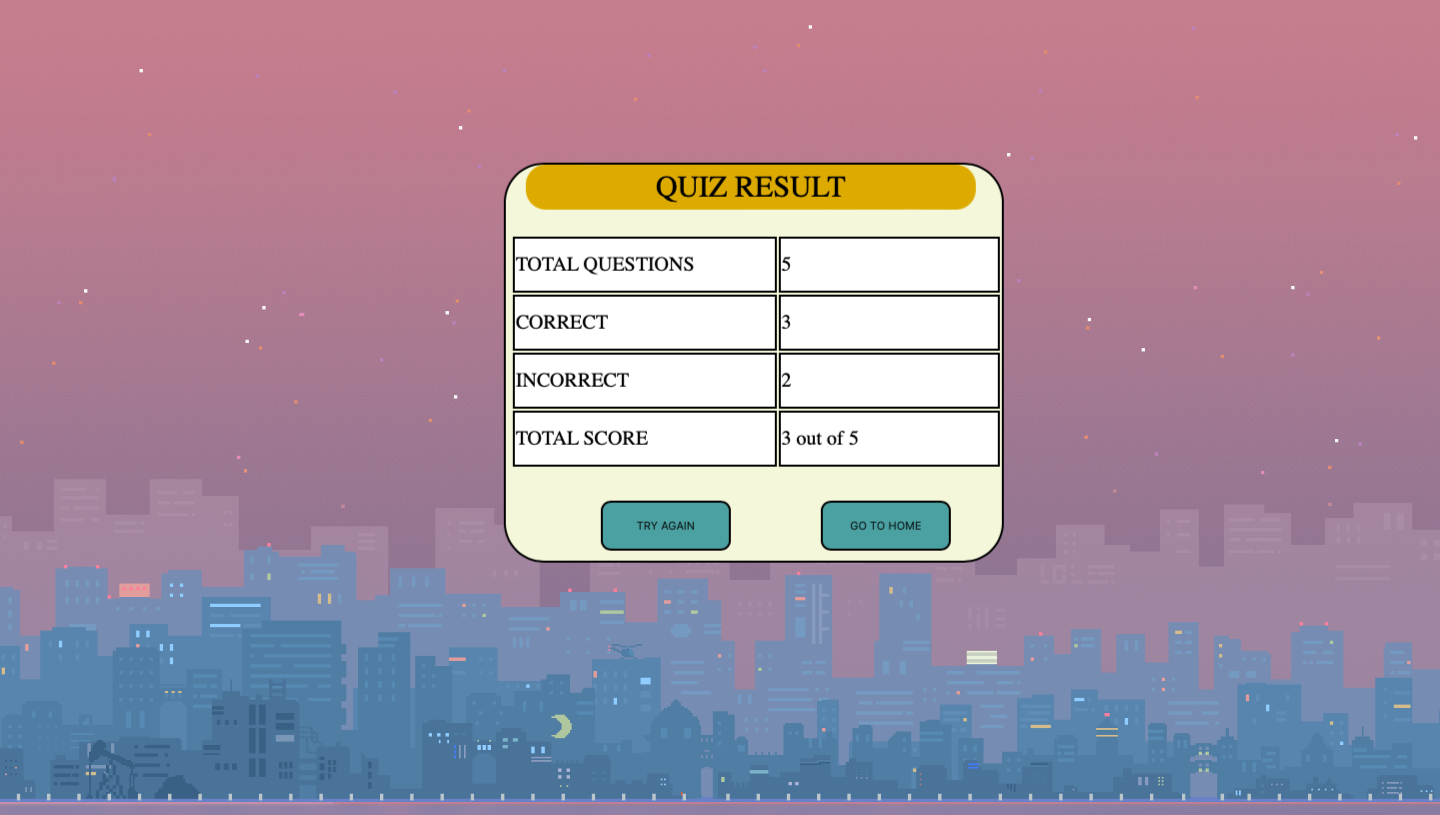 QUIZ RESULT
TOTAL QUESTIONS 5
CORRECT 3
INCORRECT 2
TOTAL SCORE 3 out of 5
TRY AGAIN GO TO HOME